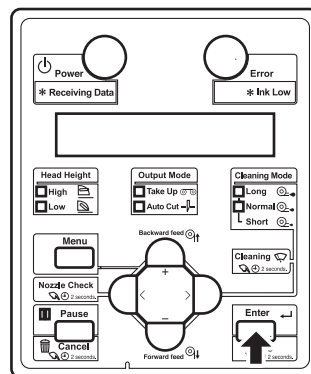 Power
Error
* Receiving Data
* Ink Low
Head Height
Output Mode
Cleaning Mode
High
Low
Take Up
Auto Cut
Long
Normal
Short
Menu
Backward feed
+
Cleaning
2 seconds.
Nozzle Check
2 seconds.
<
>
Pause
Enter
−
Cancel
2 seconds.
Forward feed
2 seconds.